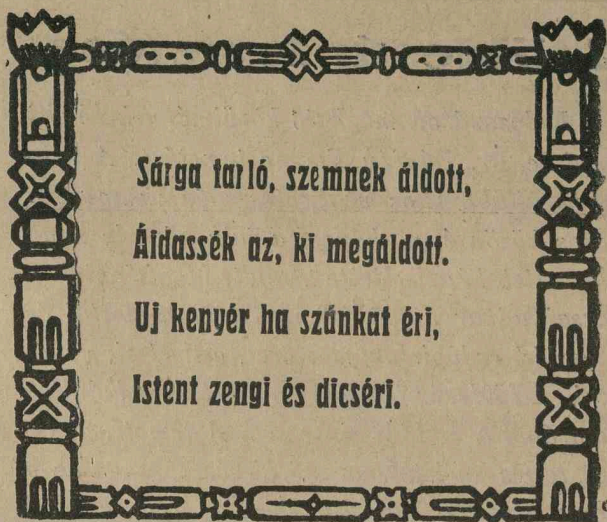 Sárga tarló, szemnek áldott,
Áldassék az, ki megáldott.
Uj kenyér ha szánkat éri,
Istent zengi és dicséri.